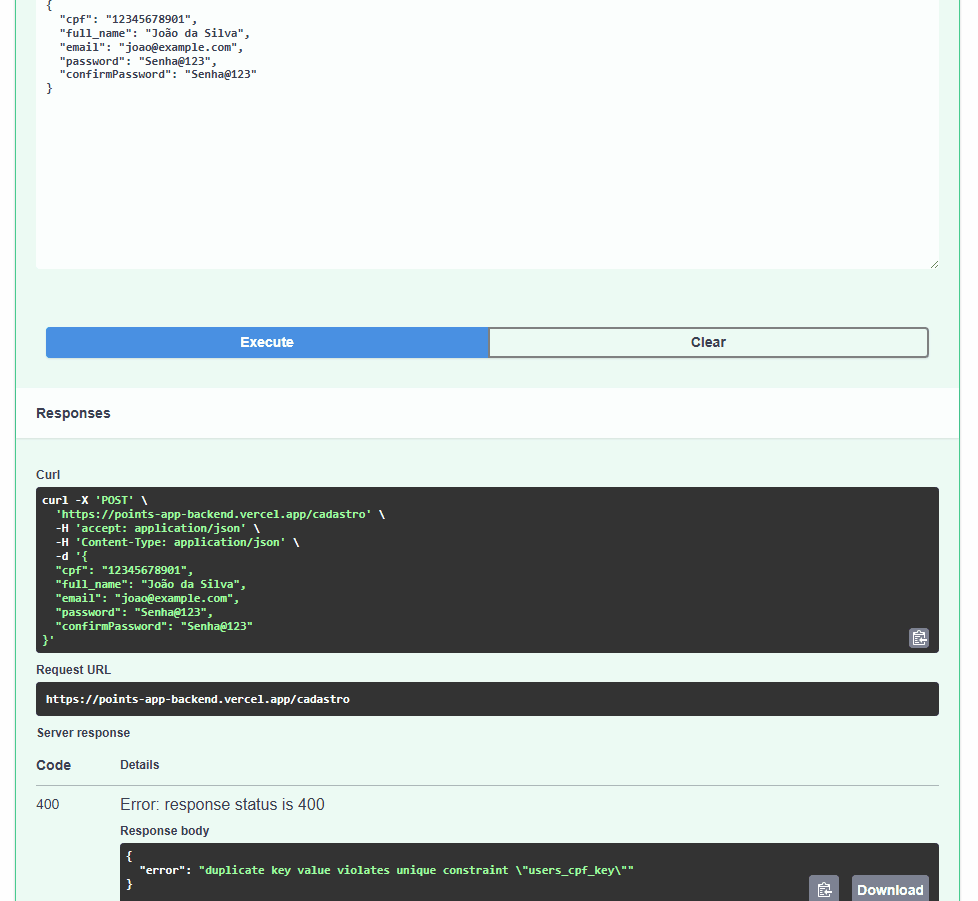 {
"cpf": "12345678901",
"full_name": "João da Silva",
"email": "joao@example.com",
"password": "Senha@123",
"confirmPassword": "Senha@123"
}
Execute
Clear
Responses
Curl
curl -X 'POST' \
'https://points-app-backend.vercel.app/cadastro' \
-H 'accept: application/json' \
-H 'Content-Type: application/json' \
-d '{
"cpf": "12345678901",
"full_name": "João da Silva",
"email": "joao@example.com",
"password": "Senha@123",
"confirmPassword": "Senha@123"
}'
Request URL
https://points-app-backend.vercel.app/cadastro
Server response
Code Details
400 Error: response status is 400
Response body
{
"error": "duplicate key value violates unique constraint \"users_cpf_key\""
}
Download